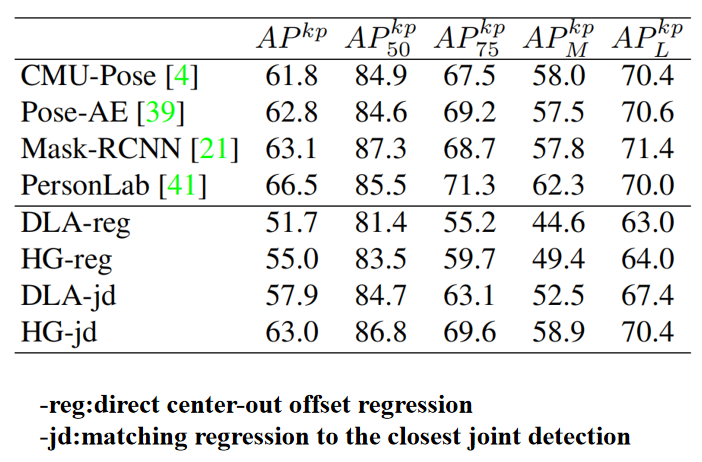 AP^{kp} AP^{kp}_{50} AP^{kp}_{75} AP^{kp}_{M} AP^{kp}_{L}
CMU-Pose [4] 61.8 84.9 67.5 58.0 70.4
Pose-AE [39] 62.8 84.6 69.2 57.5 70.6
Mask-RCNN [21] 63.1 87.3 68.7 57.8 71.4
PersonLab [41] 66.5 85.5 71.3 62.3 70.0
DLA-reg 51.7 81.4 55.2 44.6 63.0
HG-reg 55.0 83.5 59.7 49.4 64.0
DLA-jd 57.9 84.7 63.1 52.5 67.4
HG-jd 63.0 86.8 69.6 58.9 70.4
-reg:direct center-out offset regression
-jd:matching regression to the closest joint detection